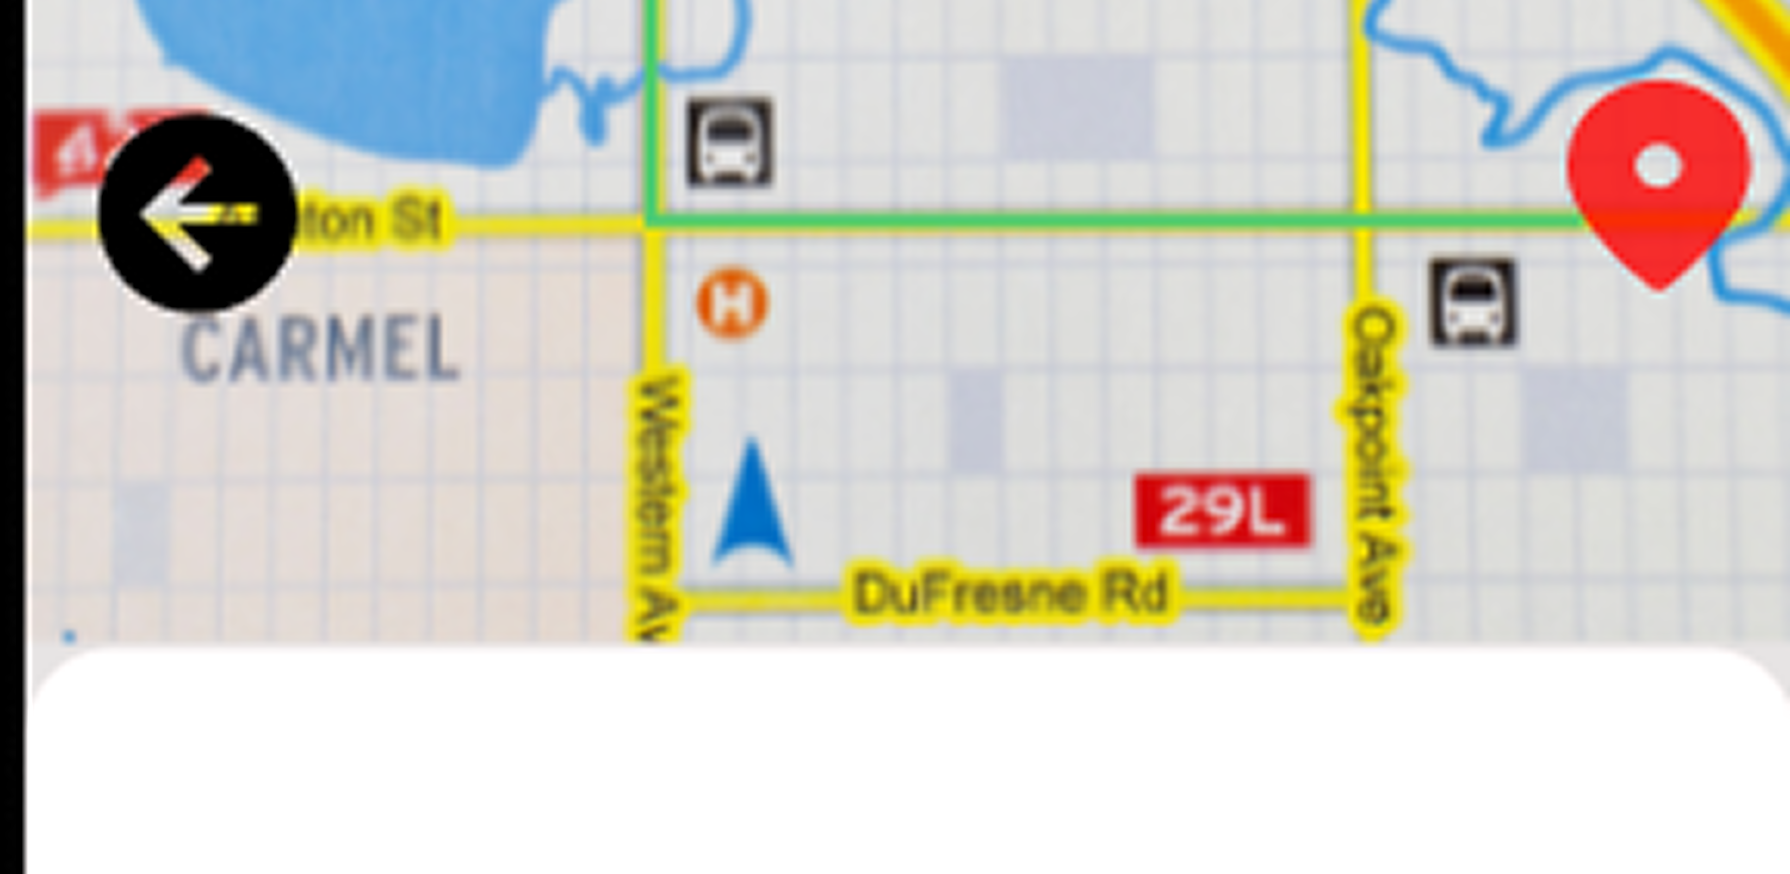 ton St
CARMEL
H
Western Av
Oakpoint Ave
29L
DuFresne Rd